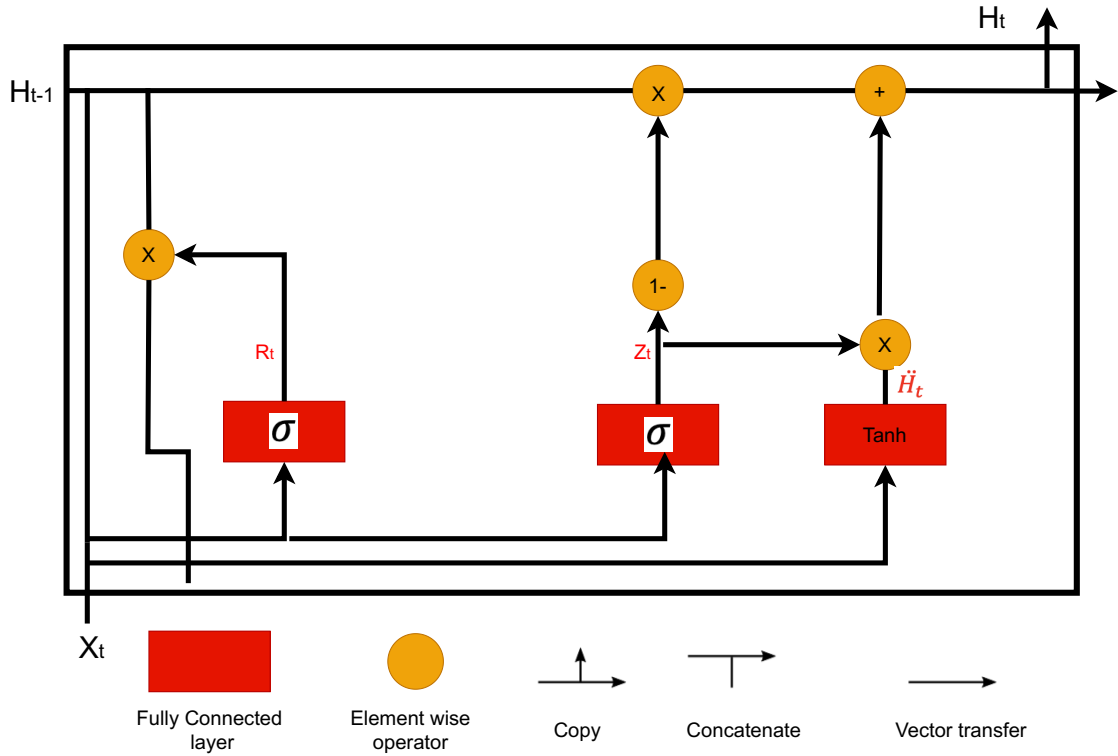 Ht
Ht-1
X
+
X
1-
Rt
Zt
X
Ḧt
σ
σ
Tanh
Xt
Fully Connected
layer
Element wise
operator
Copy
Concatenate
Vector transfer